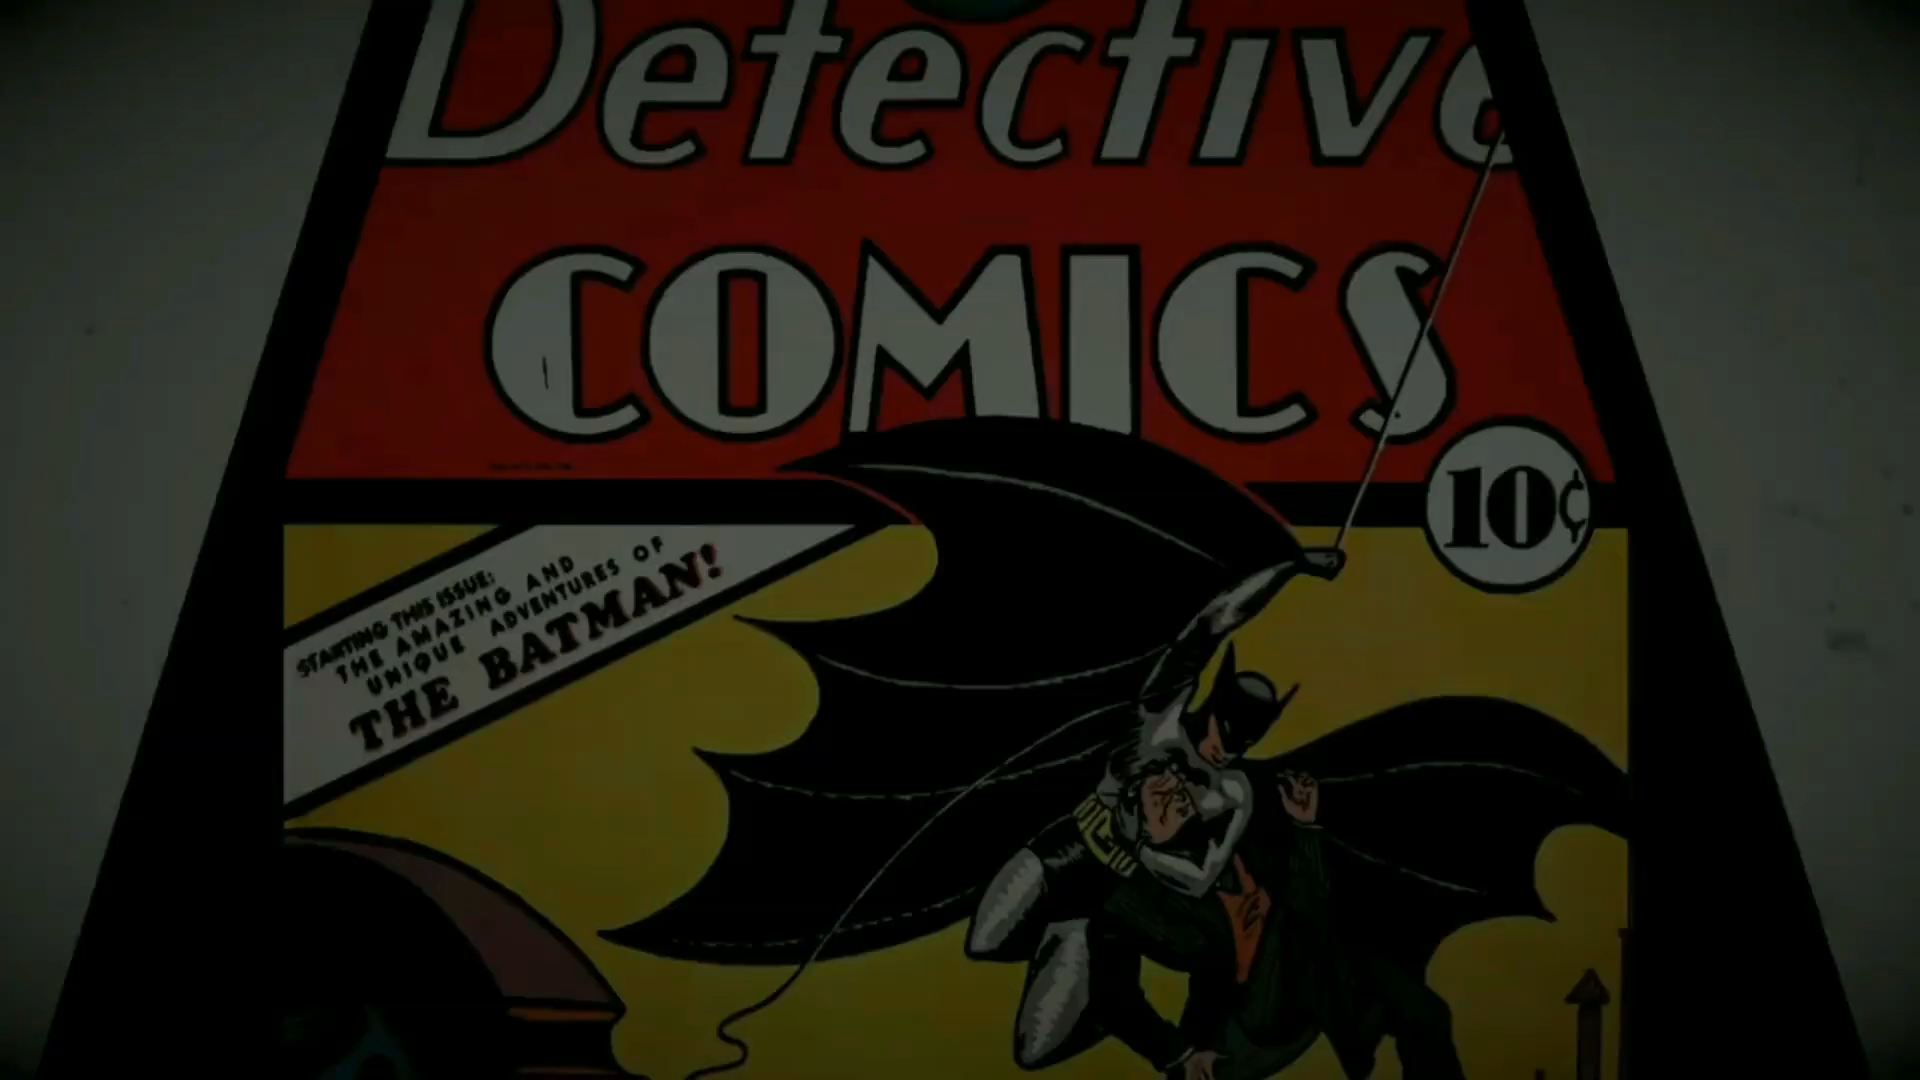 Detective
COMICS
10¢
STARTING THIS ISSUE:
THE AMAZING AND
UNIQUE ADVENTURES OF
THE BATMAN!